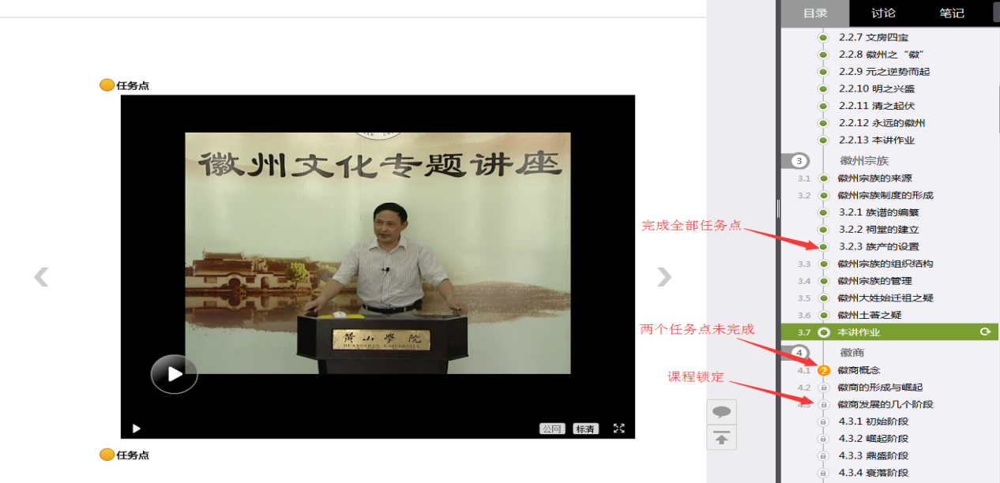 任务点
徽州文化专题讲座
黄山学院
HUANGSHAN UNIVERSITY
公网
标清
任务点
完成全部任务点
两个任务点未完成
课程锁定
目录
讨论
笔记
2.2.7 文房四宝
2.2.8 徽州之“徽”
2.2.9 元之逆势而起
2.2.10 明之兴盛
2.2.11 清之起伏
2.2.12 永远的徽州
2.2.13 本讲作业
3 徽州宗族
3.1 徽州宗族的来源
3.2 徽州宗族制度的形成
3.2.1 族谱的编纂
3.2.2 祠堂的建立
3.2.3 族产的设置
3.3 徽州宗族的组织结构
3.4 徽州宗族的管理
3.5 徽州大姓始迁祖之疑
3.6 徽州土著之疑
3.7 本讲作业
4 徽商
4.1 2 徽商概念
4.2 徽商的形成与崛起
4.3 徽商发展的几个阶段
4.3.1 初始阶段
4.3.2 崛起阶段
4.3.3 鼎盛阶段
4.3.4 衰落阶段